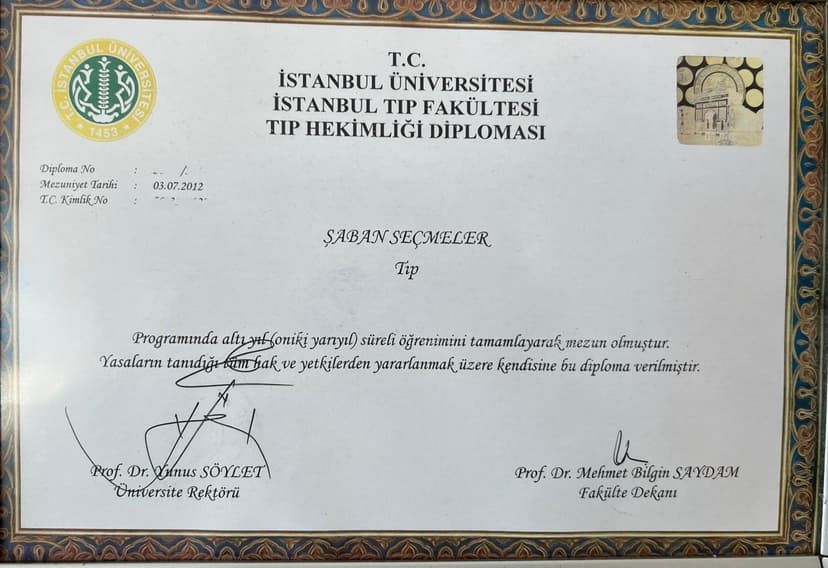 T.C. İSTANBUL ÜNİVERSİTESİ
1453
T.C.
İSTANBUL ÜNİVERSİTESİ
İSTANBUL TIP FAKÜLTESİ
TIP HEKİMLİĞİ DİPLOMASI
Diploma No :
Mezuniyet Tarihi : 03.07.2012
T.C. Kimlik No :
ŞABAN SEÇMELER
Tıp
Programında altı yıl (oniki yarıyıl) süreli öğrenimini tamamlayarak mezun olmuştur.
Yasaların tanıdığı tüm hak ve yetkilerden yararlanmak üzere kendisine bu diploma verilmiştir.
Prof. Dr. Yunus SÖYLET
Üniversite Rektörü
Prof. Dr. Mehmet Bilgin SAYDAM
Fakülte Dekanı